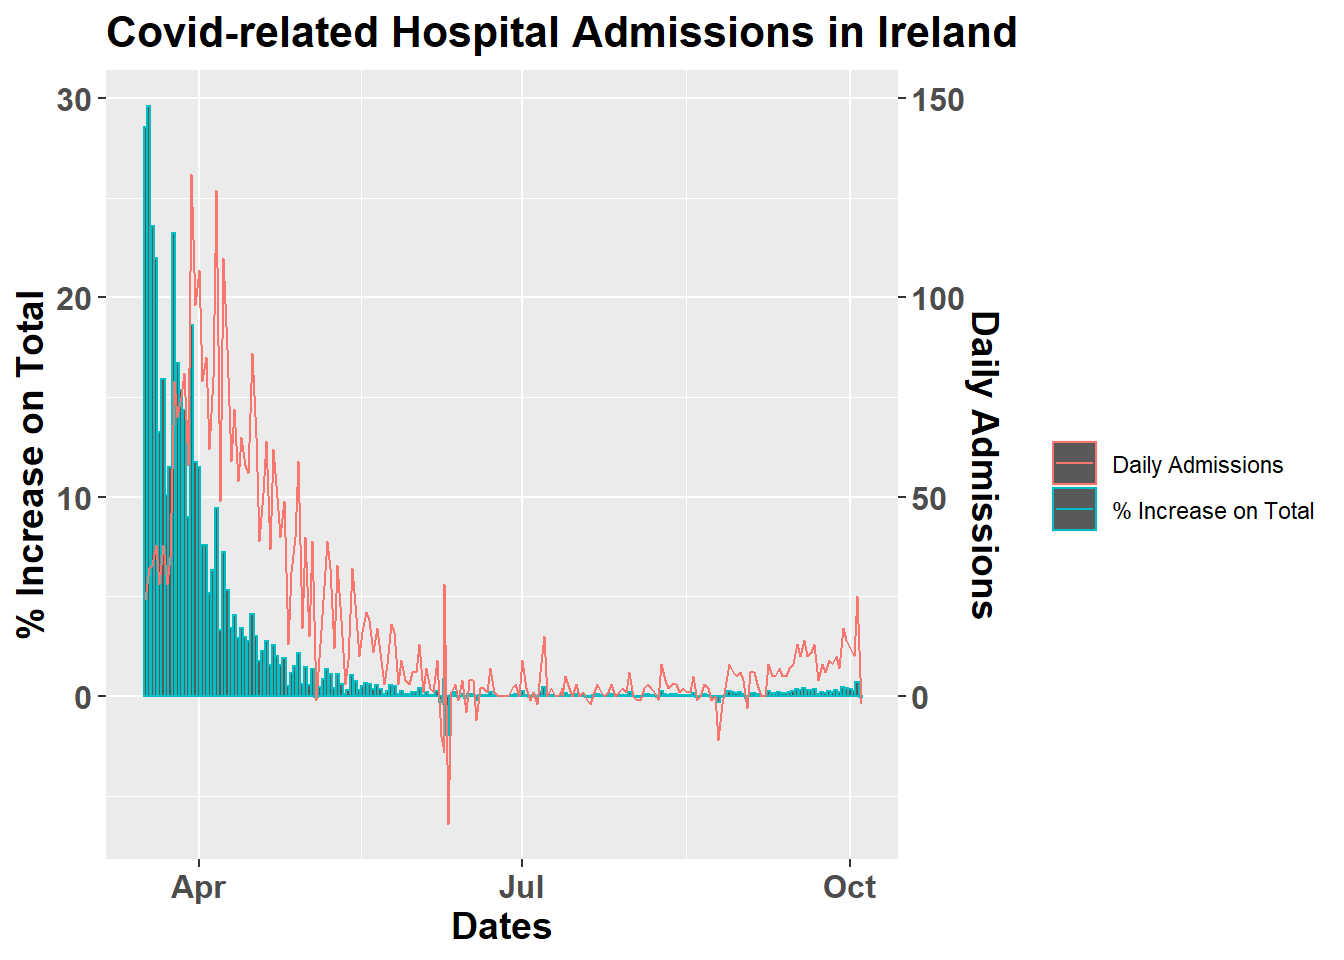 Covid-related Hospital Admissions in Ireland
30
20
10
0
% Increase on Total
150
100
50
0
Daily Admissions
Apr
Jul
Oct
Dates
Daily Admissions
% Increase on Total